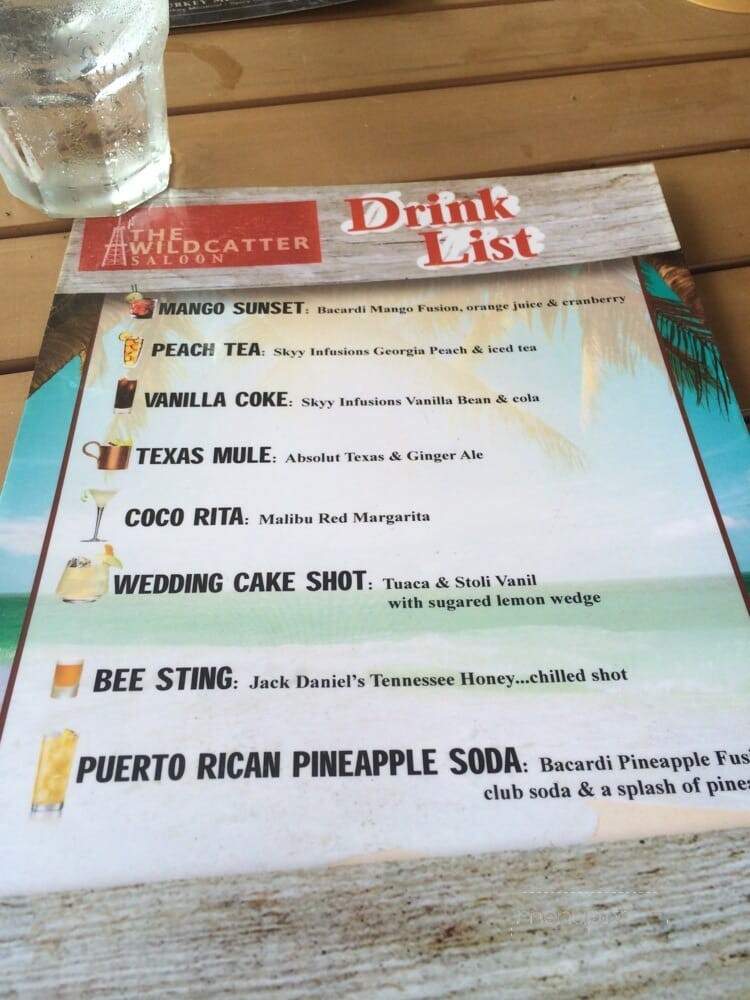 THE
WILDCATTER
SALOON
Drink
List
MANGO SUNSET: Bacardi Mango Fusion, orange juice & cranberry
PEACH TEA: Skyy Infusions Georgia Peach & iced tea
VANILLA COKE: Skyy Infusions Vanilla Bean & cola
TEXAS MULE: Absolut Texas & Ginger Ale
COCO RITA: Malibu Red Margarita
WEDDING CAKE SHOT: Tuaca & Stoli Vanil
with sugared lemon wedge
BEE STING: Jack Daniel's Tennessee Honey...chilled shot
PUERTO RICAN PINEAPPLE SODA: Bacardi Pineapple Fus
club soda & a splash of pinea